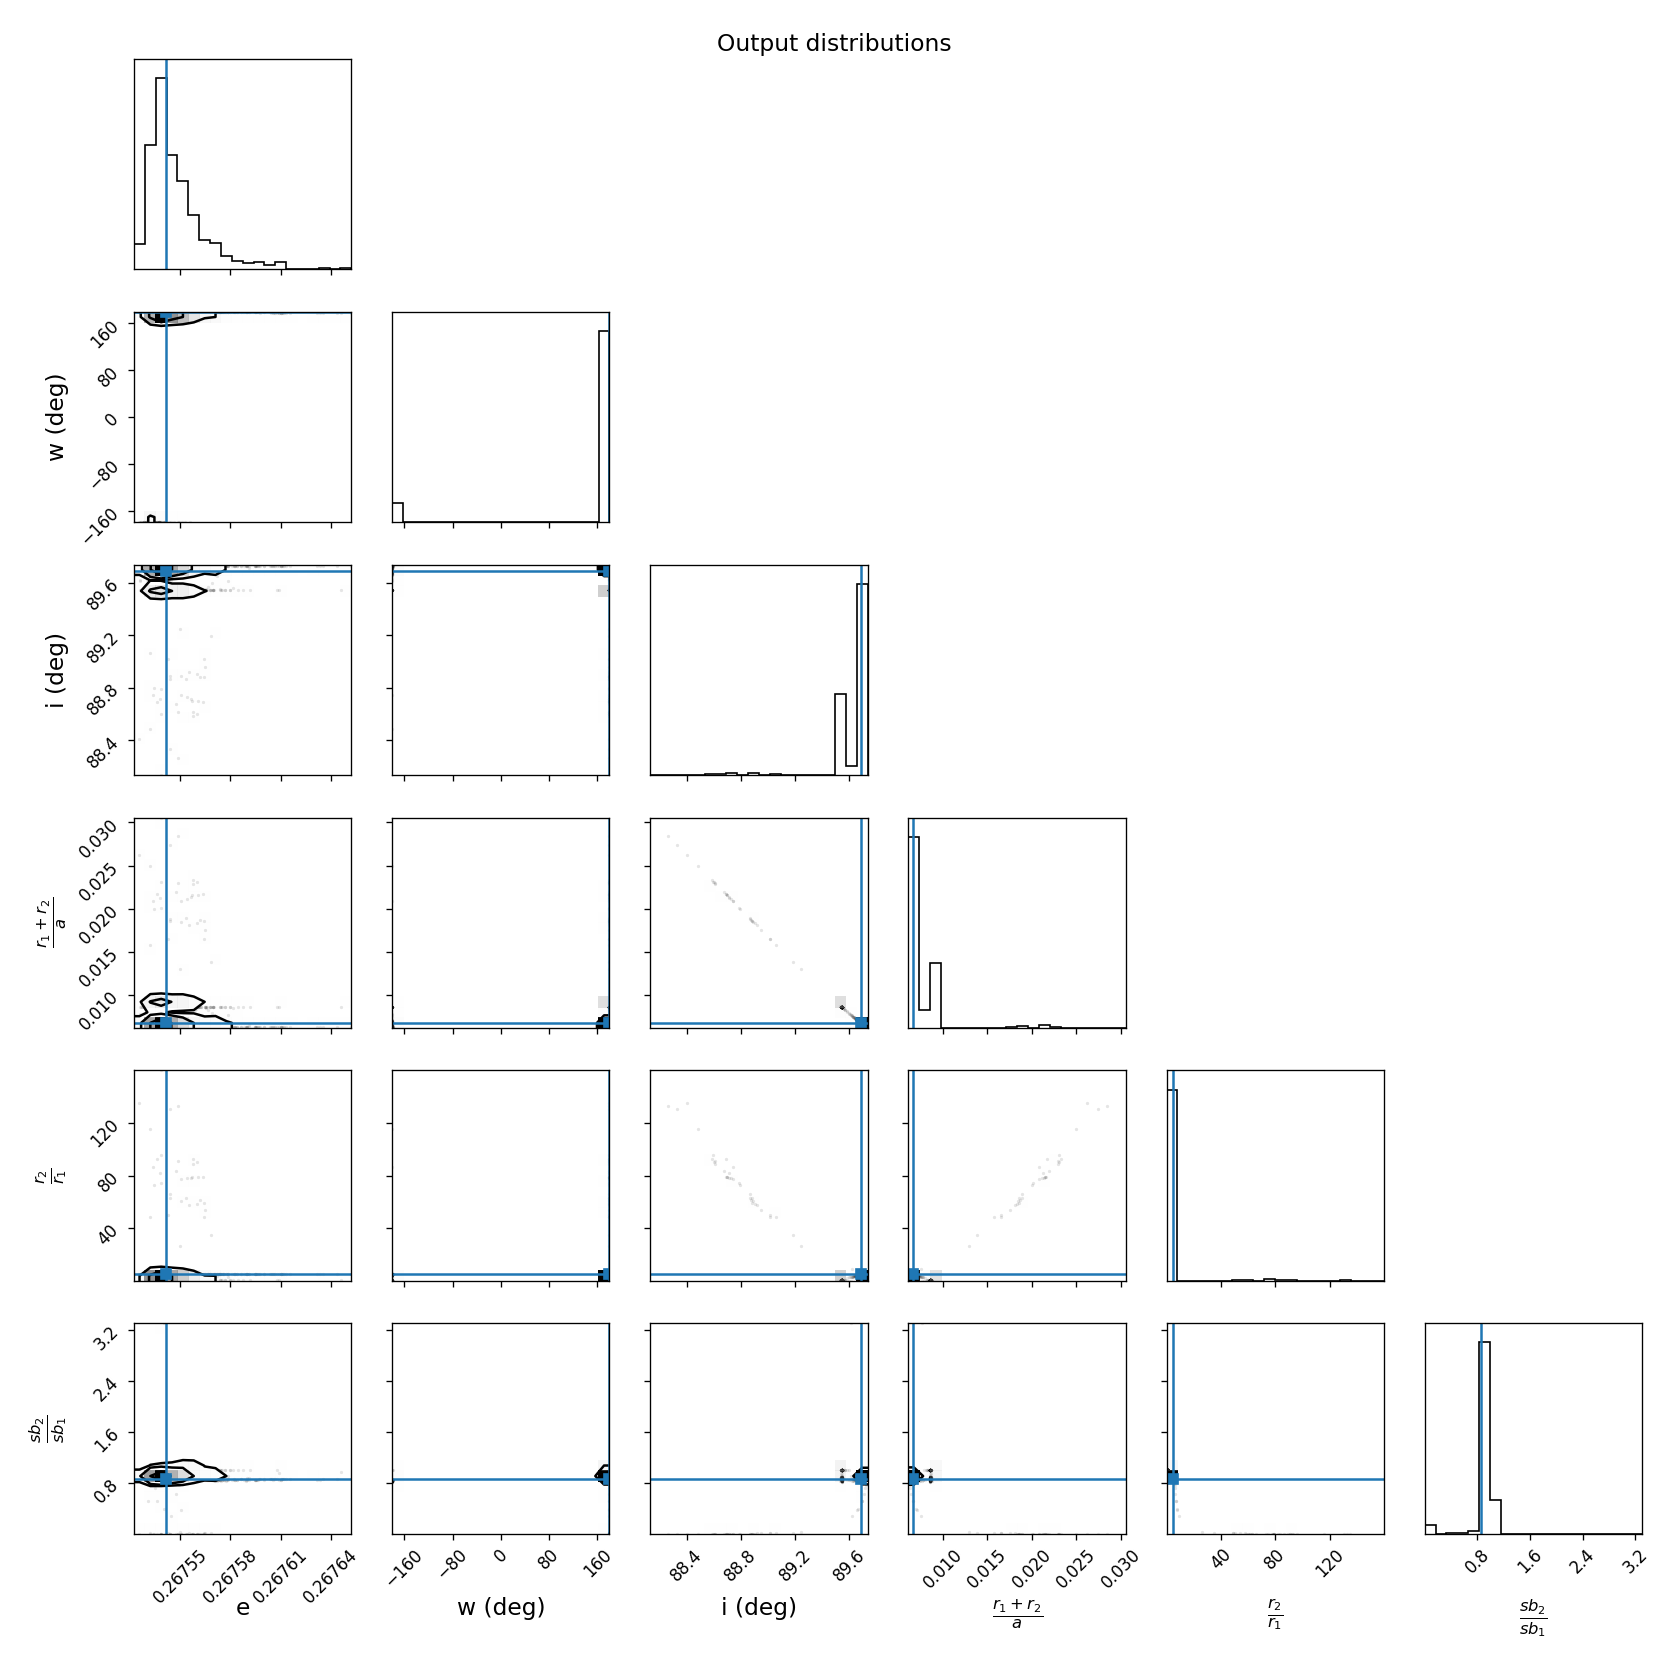 Output distributions
160
80
0
−80
−160
w (deg)
89.6
89.2
88.8
88.4
i (deg)
0.030
0.025
0.020
0.015
0.010
r₁ + r₂
a
120
80
40
r₂
r₁
3.2
2.4
1.6
0.8
sb₂
sb₁
0.26755 0.26758 0.26761 0.26764
−160 −80 0 80 160
88.4 88.8 89.2 89.6
0.010 0.015 0.020 0.025 0.030
40 80 120
0.8 1.6 2.4 3.2
e
w (deg)
i (deg)
r₁ + r₂
a
r₂
r₁
sb₂
sb₁